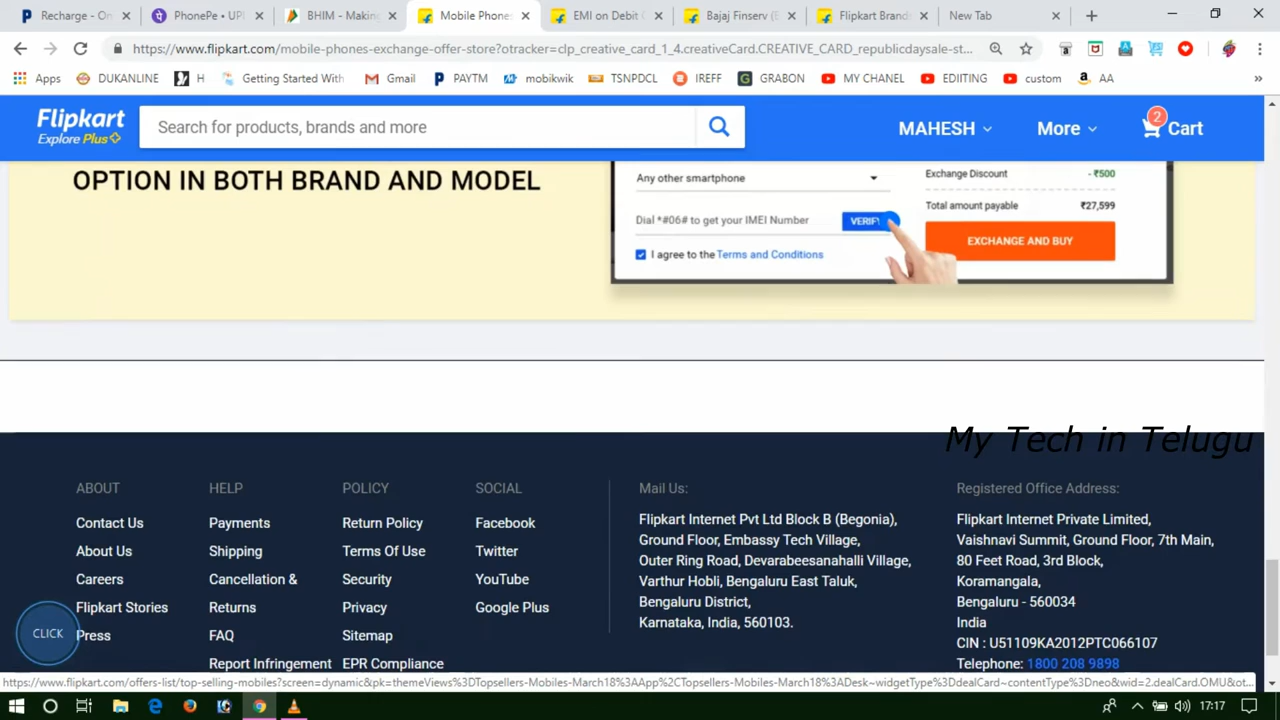 Recharge - On
PhonePe • UP
BHIM - Making
Mobile Phones
EMI on Debit C
Bajaj Finserv (E
Flipkart Brands
New Tab
https://www.flipkart.com/mobile-phones-exchange-offer-store?otracker=clp_creative_card_1_4.creativeCard.CREATIVE_CARD_republicdaysale-st...
Apps
DUKANLINE
H
Getting Started With
Gmail
PAYTM
mobikwik
TSNPDCL
IREFF
GRABON
MY CHANEL
EDIITING
custom
AA
Flipkart
Explore Plus
Search for products, brands and more
MAHESH
More
2
Cart
OPTION IN BOTH BRAND AND MODEL
Any other smartphone
Dial *#06# to get your IMEI Number
VERIFY
I agree to the Terms and Conditions
Exchange Discount - ₹500
Total amount payable ₹27,599
EXCHANGE AND BUY
My Tech in Telugu
ABOUT
Contact Us
About Us
Careers
Flipkart Stories
Press
HELP
Payments
Shipping
Cancellation &
Returns
FAQ
Report Infringement
POLICY
Return Policy
Terms Of Use
Security
Privacy
Sitemap
EPR Compliance
SOCIAL
Facebook
Twitter
YouTube
Google Plus
Mail Us:
Flipkart Internet Pvt Ltd Block B (Begonia),
Ground Floor, Embassy Tech Village,
Outer Ring Road, Devarabeesanahalli Village,
Varthur Hobli, Bengaluru East Taluk,
Bengaluru District,
Karnataka, India, 560103.
Registered Office Address:
Flipkart Internet Private Limited,
Vaishnavi Summit, Ground Floor, 7th Main,
80 Feet Road, 3rd Block,
Koramangala,
Bengaluru - 560034
India
CIN : U51109KA2012PTC066107
Telephone: 1800 208 9898
CLICK
https://www.flipkart.com/offers-list/top-selling-mobiles?screen=dynamic&pk=themeViews%3DTopsellers-Mobiles-March18%3AApp%2CTopsellers-Mobiles-March18%3ADesk~widgetType%3DdealCard~contentType%3Dneo&wid=2.dealCard.OMU&ot...
17:17